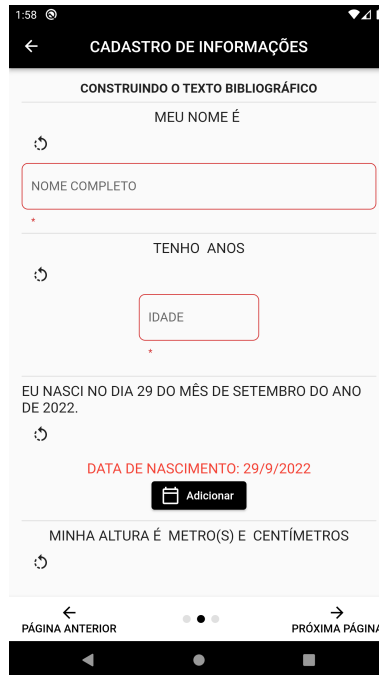 1:58
CADASTRO DE INFORMAÇÕES
CONSTRUINDO O TEXTO BIBLIOGRÁFICO
MEU NOME É
NOME COMPLETO
*
TENHO ANOS
IDADE
*
EU NASCI NO DIA 29 DO MÊS DE SETEMBRO DO ANO
DE 2022.
DATA DE NASCIMENTO: 29/9/2022
Adicionar
MINHA ALTURA É METRO(S) E CENTÍMETROS
PÁGINA ANTERIOR
PRÓXIMA PÁGINA